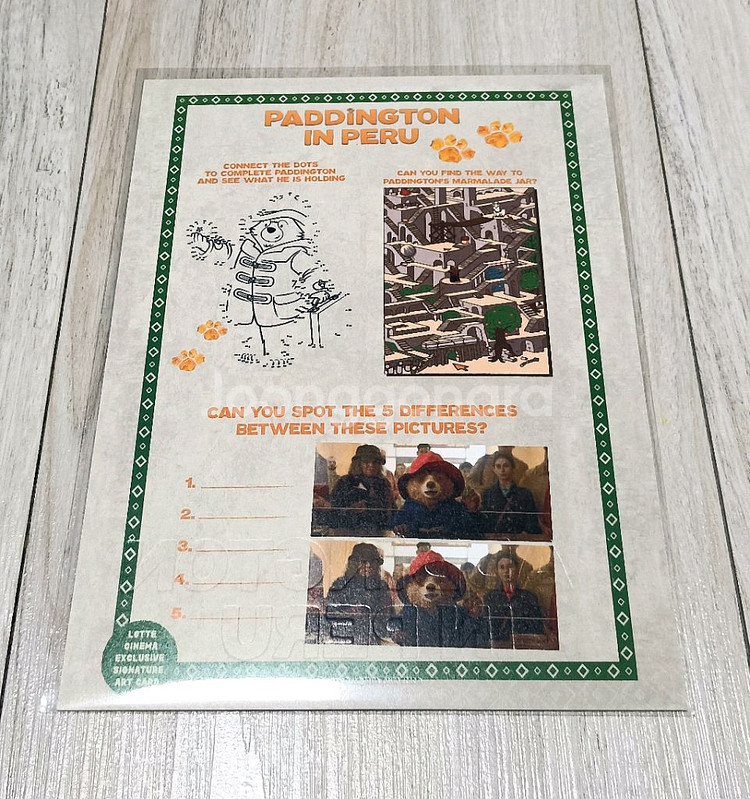 PADDINGTON
IN PERU
CONNECT THE DOTS
TO COMPLETE PADDINGTON
AND SEE WHAT HE IS HOLDING
CAN YOU FIND THE WAY TO
PADDINGTON'S MARMALADE JAR?
CAN YOU SPOT THE 5 DIFFERENCES
BETWEEN THESE PICTURES?
1.
2.
3.
4.
5.
LOTTE
CINEMA
EXCLUSIVE
SIGNATURE
ART CARD